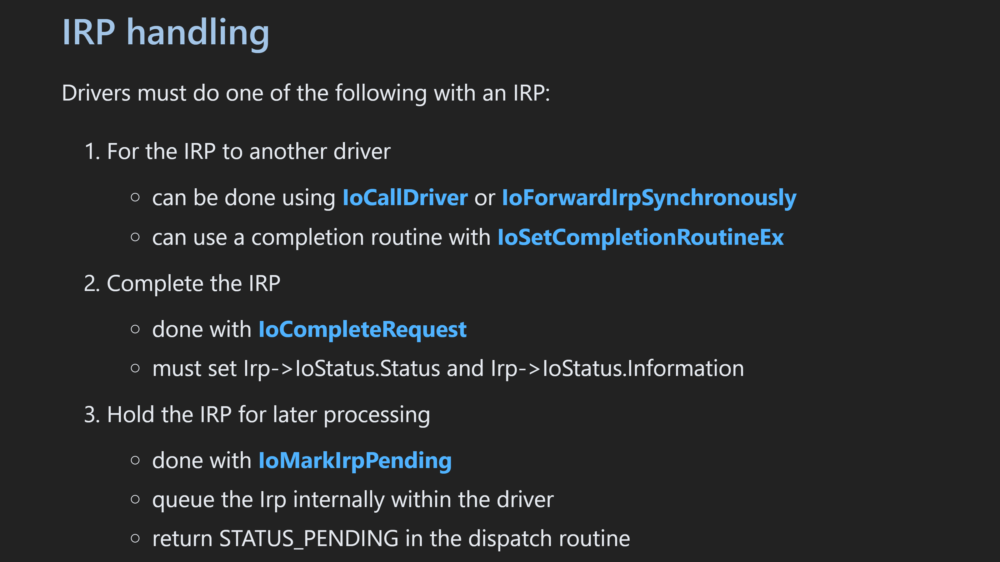 IRP handling
Drivers must do one of the following with an IRP:
1. For the IRP to another driver
○ can be done using IoCallDriver or IoForwardIrpSynchronously
○ can use a completion routine with IoSetCompletionRoutineEx
2. Complete the IRP
○ done with IoCompleteRequest
○ must set Irp->IoStatus.Status and Irp->IoStatus.Information
3. Hold the IRP for later processing
○ done with IoMarkIrpPending
○ queue the Irp internally within the driver
○ return STATUS_PENDING in the dispatch routine